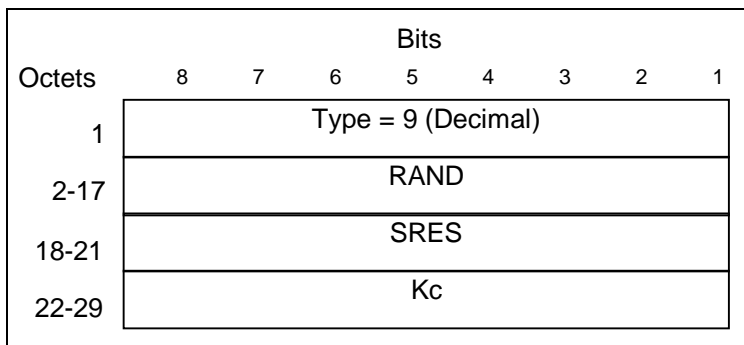 Bits
Octets 8 7 6 5 4 3 2 1
1 Type = 9 (Decimal)
2-17 RAND
18-21 SRES
22-29 Kc